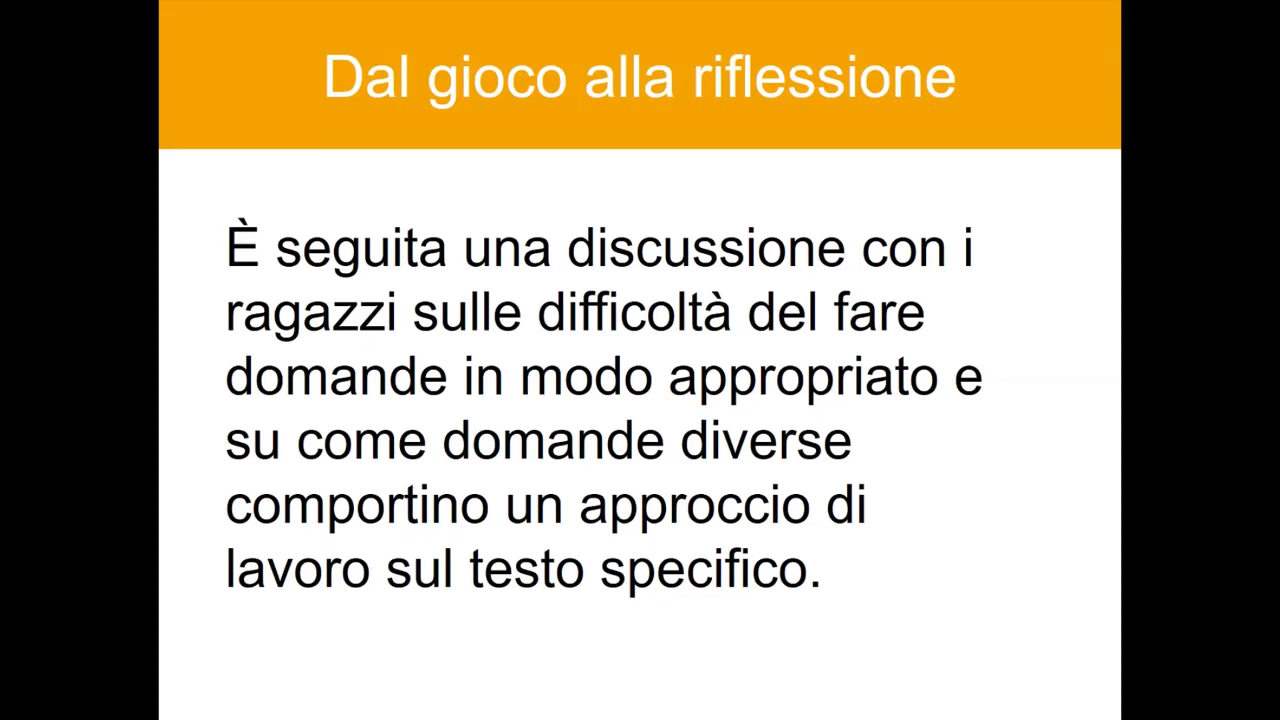 Dal gioco alla riflessione
È seguita una discussione con i
ragazzi sulle difficoltà del fare
domande in modo appropriato e
su come domande diverse
comportino un approccio di
lavoro sul testo specifico.